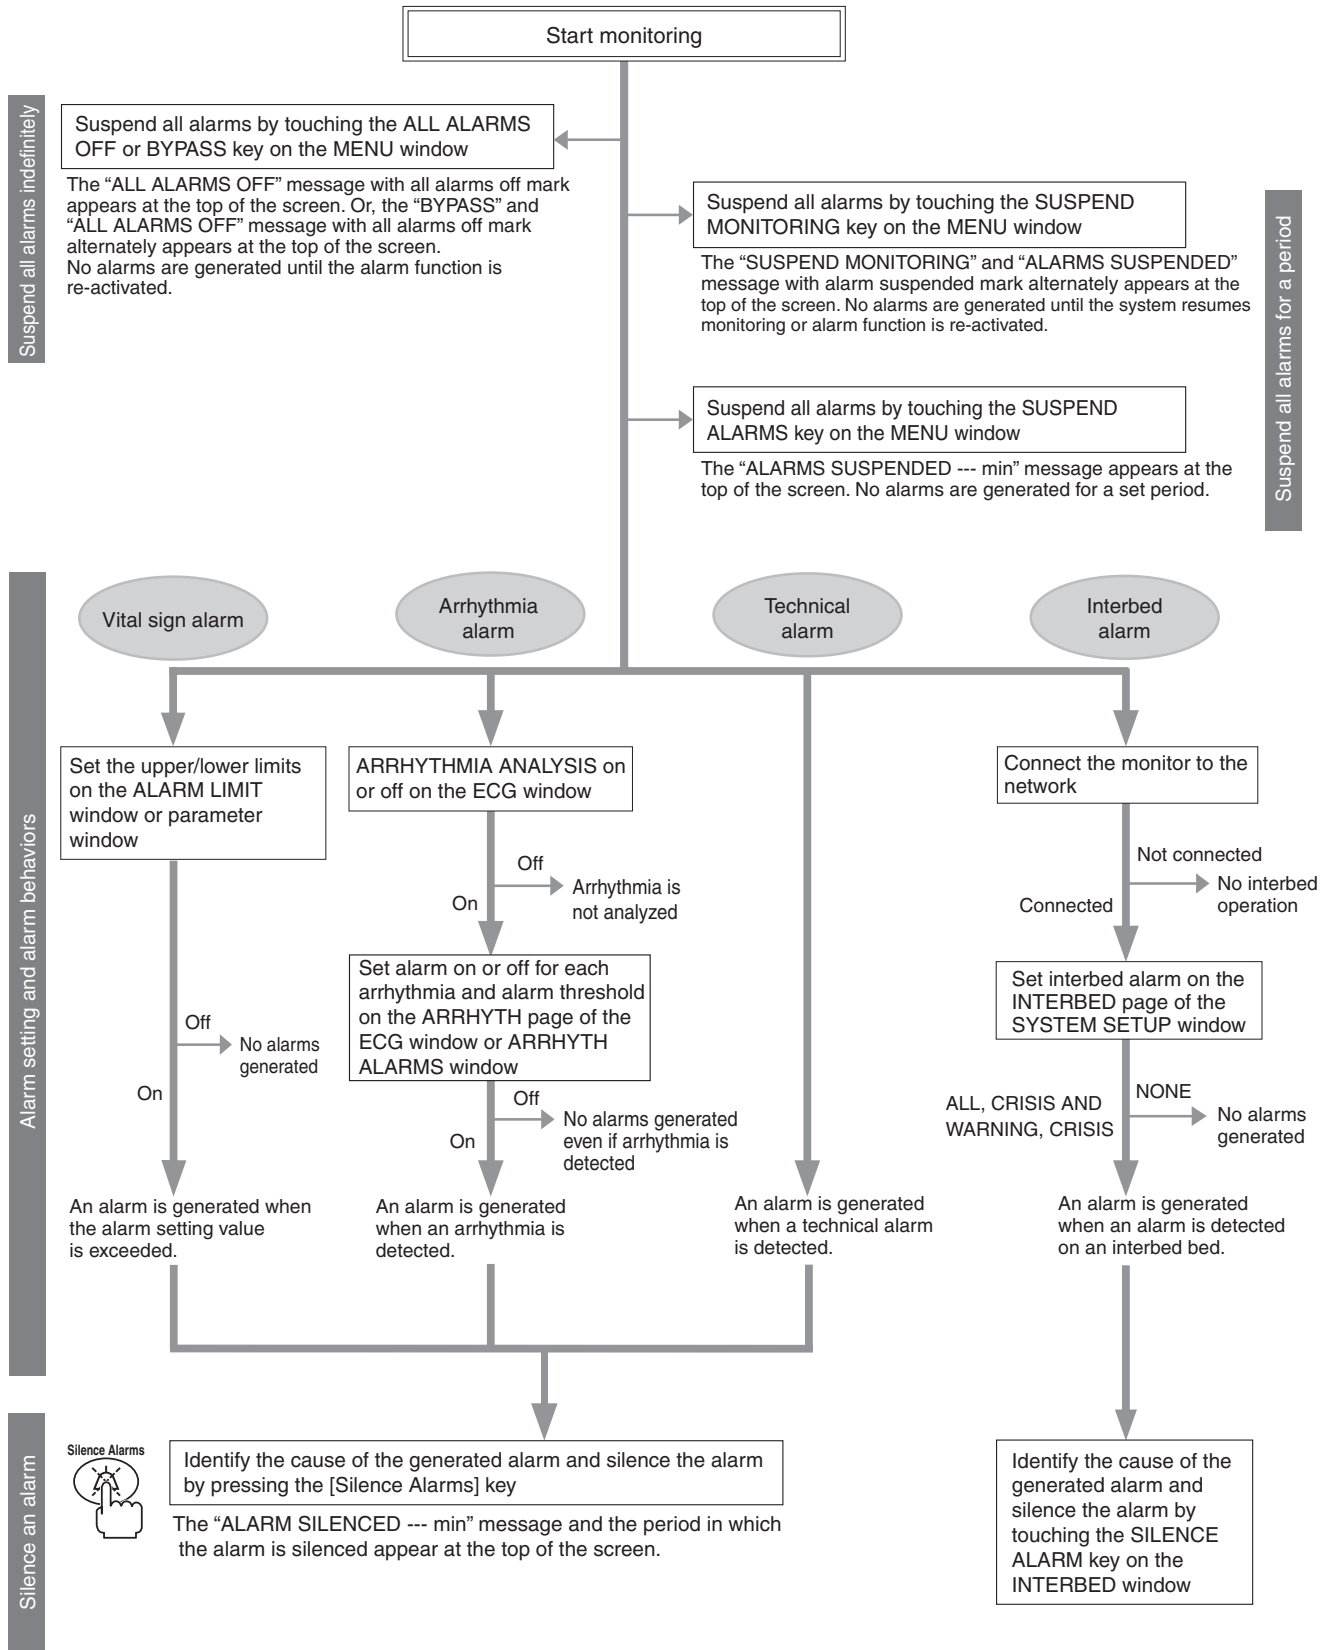 Start monitoring
Suspend all alarms indefinitely
Suspend all alarms by touching the ALL ALARMS
OFF or BYPASS key on the MENU window
The “ALL ALARMS OFF” message with all alarms off mark
appears at the top of the screen. Or, the “BYPASS” and
“ALL ALARMS OFF” message with all alarms off mark
alternately appears at the top of the screen.
No alarms are generated until the alarm function is
re-activated.
Suspend all alarms for a period
Suspend all alarms by touching the SUSPEND
MONITORING key on the MENU window
The “SUSPEND MONITORING” and “ALARMS SUSPENDED”
message with alarm suspended mark alternately appears at the
top of the screen. No alarms are generated until the system resumes
monitoring or alarm function is re-activated.
Suspend all alarms by touching the SUSPEND
ALARMS key on the MENU window
The “ALARMS SUSPENDED --- min” message appears at the
top of the screen. No alarms are generated for a set period.
Alarm setting and alarm behaviors
Vital sign alarm
Set the upper/lower limits
on the ALARM LIMIT
window or parameter
window
Off
No alarms
generated
On
An alarm is generated when
the alarm setting value
is exceeded.
Arrhythmia
alarm
ARRHYTHMIA ANALYSIS on
or off on the ECG window
Off
Arrhythmia is
not analyzed
On
Set alarm on or off for each
arrhythmia and alarm threshold
on the ARRHYTH page of the
ECG window or ARRHYTH
ALARMS window
Off
No alarms generated
even if arrhythmia is
detected
On
An alarm is generated
when an arrhythmia is
detected.
Technical
alarm
An alarm is generated
when a technical alarm
is detected.
Interbed
alarm
Connect the monitor to the
network
Not connected
No interbed
operation
Connected
Set interbed alarm on the
INTERBED page of the
SYSTEM SETUP window
NONE
No alarms
generated
ALL, CRISIS AND
WARNING, CRISIS
An alarm is generated
when an alarm is detected
on an interbed bed.
Silence an alarm
Silence Alarms
Identify the cause of the generated alarm and silence the alarm
by pressing the [Silence Alarms] key
The “ALARM SILENCED --- min” message and the period in which
the alarm is silenced appear at the top of the screen.
Identify the cause of the
generated alarm and
silence the alarm by
touching the SILENCE
ALARM key on the
INTERBED window